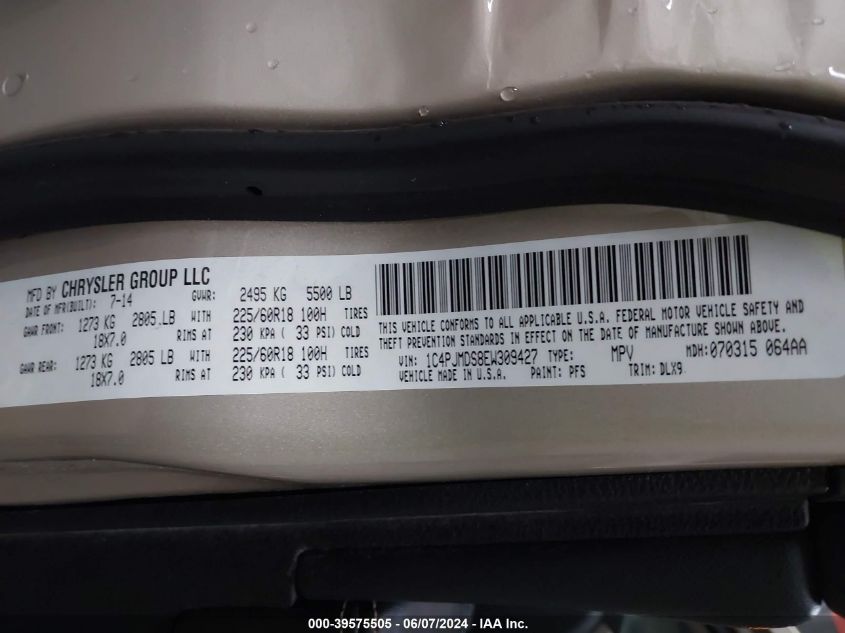 MFD BY CHRYSLER GROUP LLC
DATE OF MFR(BUILT): 7-14 GVWR: 2495 KG 5500 LB
GAWR FRONT: 1273 KG 2805 LB WITH 225/60R18 100H TIRES
18X7.0 RIMS AT 230 KPA ( 33 PSI) COLD
GAWR REAR: 1273 KG 2805 LB WITH 225/60R18 100H TIRES
18X7.0 RIMS AT 230 KPA ( 33 PSI) COLD
THIS VEHICLE CONFORMS TO ALL APPLICABLE U.S.A. FEDERAL MOTOR VEHICLE SAFETY AND
THEFT PREVENTION STANDARDS IN EFFECT ON THE DATE OF MANUFACTURE SHOWN ABOVE.
VIN: 1C4PJMDS8EW309427 TYPE: MPV MDH:070315 064AA
VEHICLE MADE IN U.S.A. PAINT: PFS TRIM: DLX9
000-39575505 - 06/07/2024 - IAA Inc.